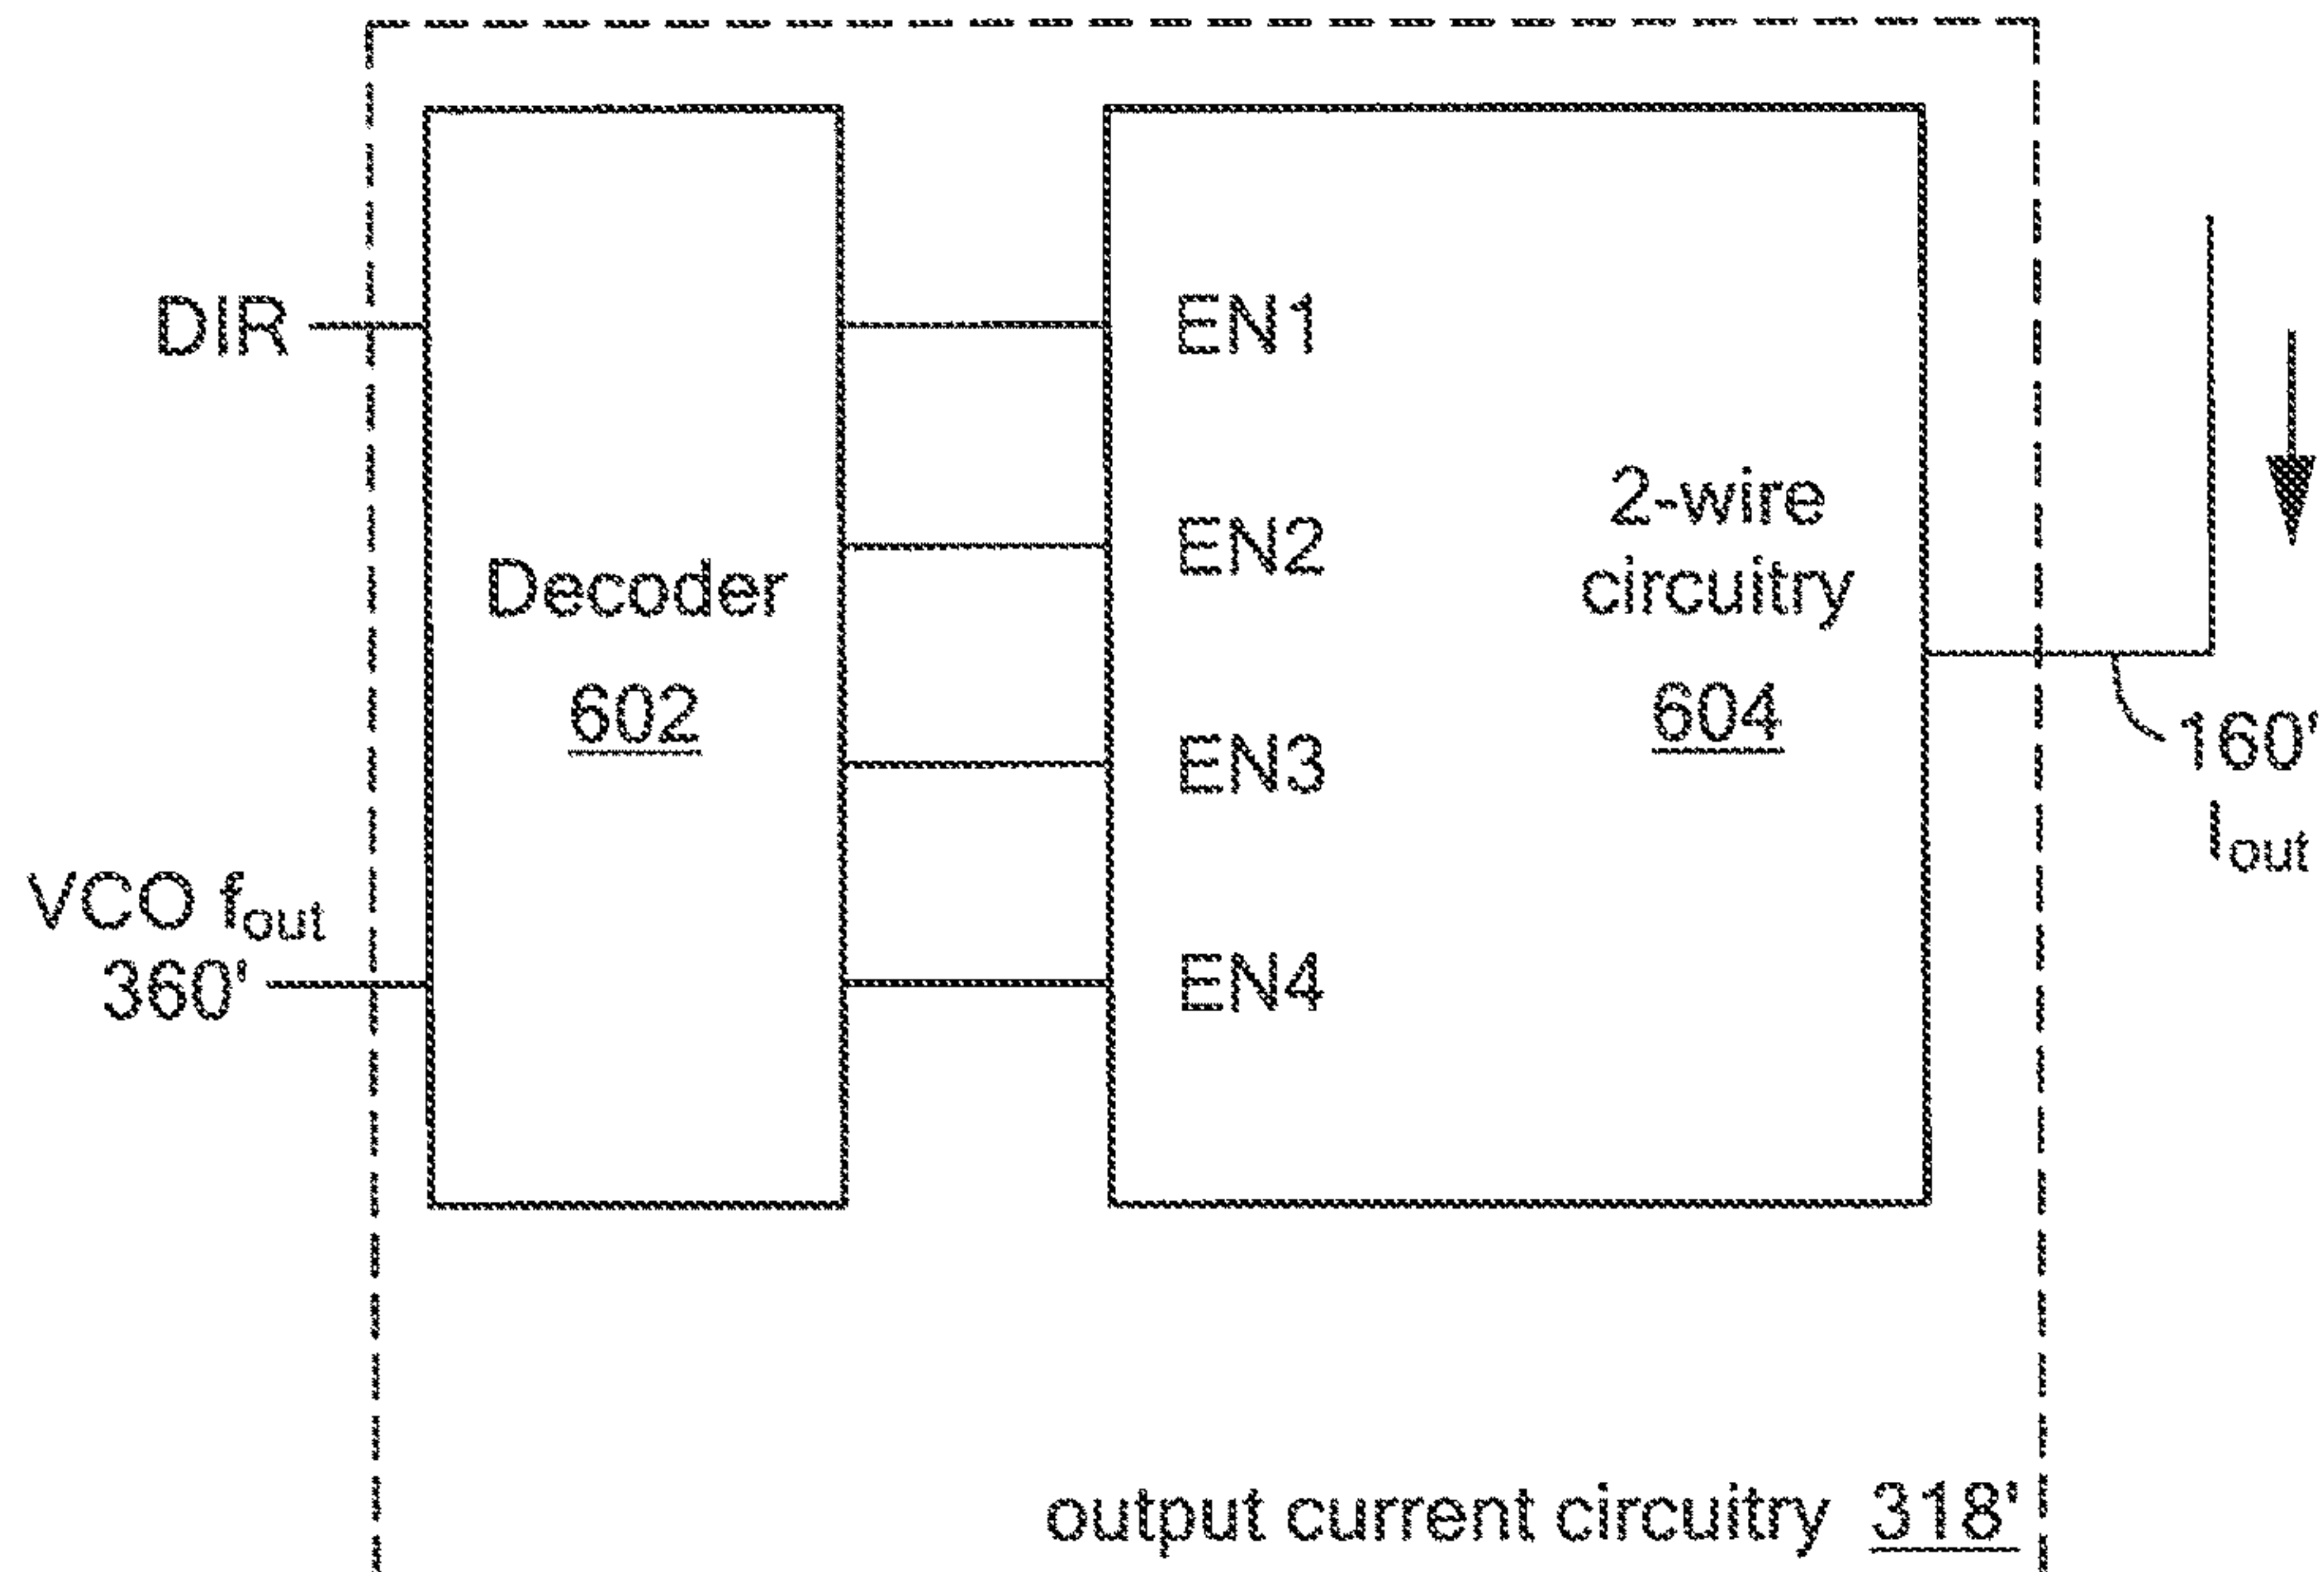 DIR
VCO fout
360'
Decoder
602
EN1
EN2
EN3
EN4
2-wire
circuitry
604
160'
Iout
output current circuitry 318'